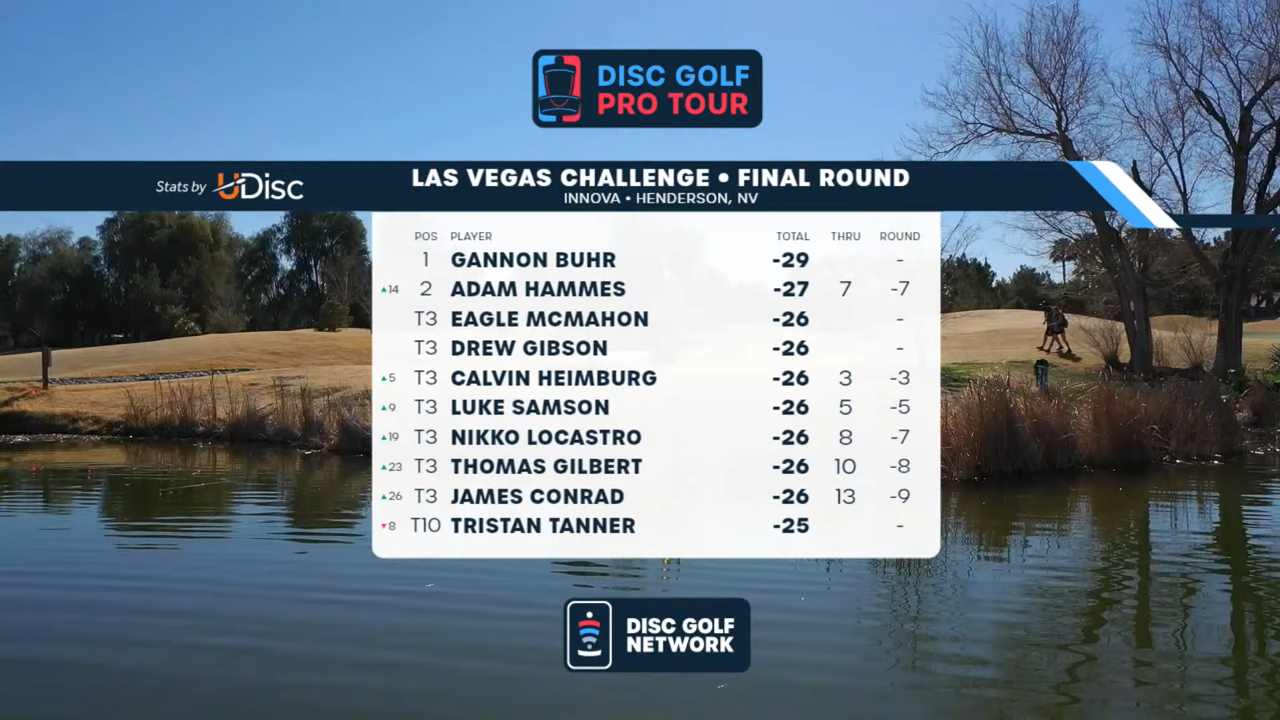 DISC GOLF
PRO TOUR
Stats by UDisc
LAS VEGAS CHALLENGE • FINAL ROUND
INNOVA • HENDERSON, NV
POS PLAYER TOTAL THRU ROUND
1 GANNON BUHR -29 -
▲14 2 ADAM HAMMES -27 7 -7
T3 EAGLE MCMAHON -26 -
T3 DREW GIBSON -26 -
▲5 T3 CALVIN HEIMBURG -26 3 -3
▲9 T3 LUKE SAMSON -26 5 -5
▲19 T3 NIKKO LOCASTRO -26 8 -7
▲23 T3 THOMAS GILBERT -26 10 -8
▲26 T3 JAMES CONRAD -26 13 -9
▼8 T10 TRISTAN TANNER -25 -
DISC GOLF
NETWORK